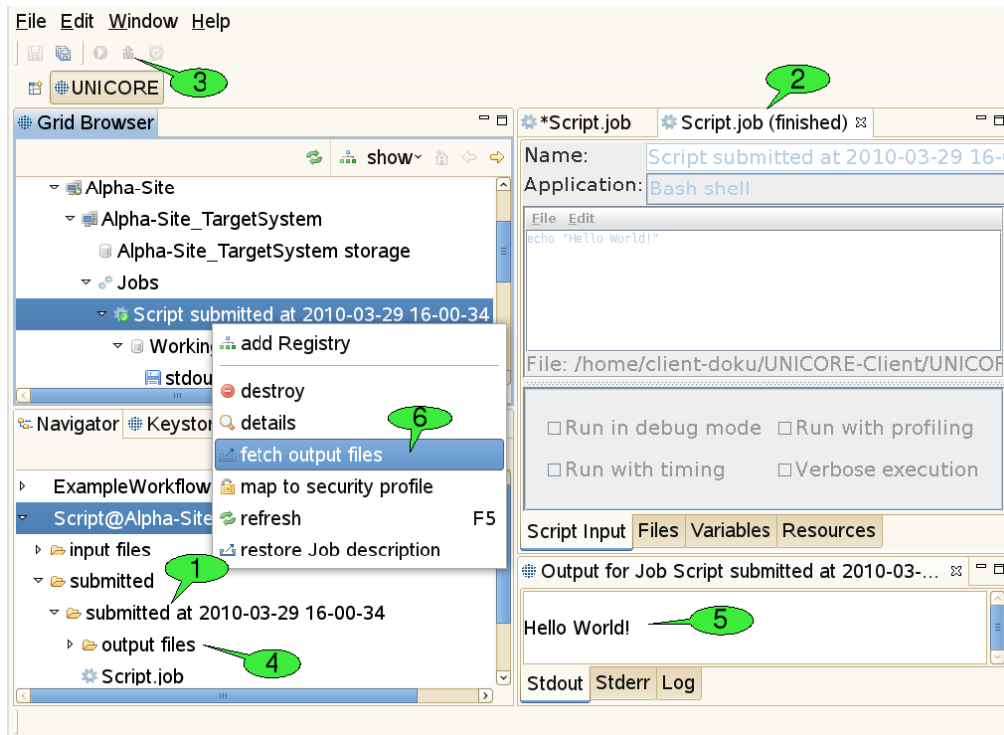 File Edit Window Help
3
UNICORE
Grid Browser
show
Alpha-Site
Alpha-Site_TargetSystem
Alpha-Site_TargetSystem storage
Jobs
Script submitted at 2010-03-29 16-00-34
Workin
stdou
add Registry
destroy
details
6
fetch output files
map to security profile
refresh F5
restore Job description
Navigator Keystor
ExampleWorkflow
Script@Alpha-Site
input files
1
submitted
submitted at 2010-03-29 16-00-34
output files
4
Script.job
2
*Script.job Script.job (finished)
Name: Script submitted at 2010-03-29 16-
Application: Bash shell
File Edit
echo "Hello World!"
File: /home/client-doku/UNICORE-Client/UNICOR
Run in debug mode Run with profiling
Run with timing Verbose execution
Script Input Files Variables Resources
Output for Job Script submitted at 2010-03-...
Hello World!
5
Stdout Stderr Log